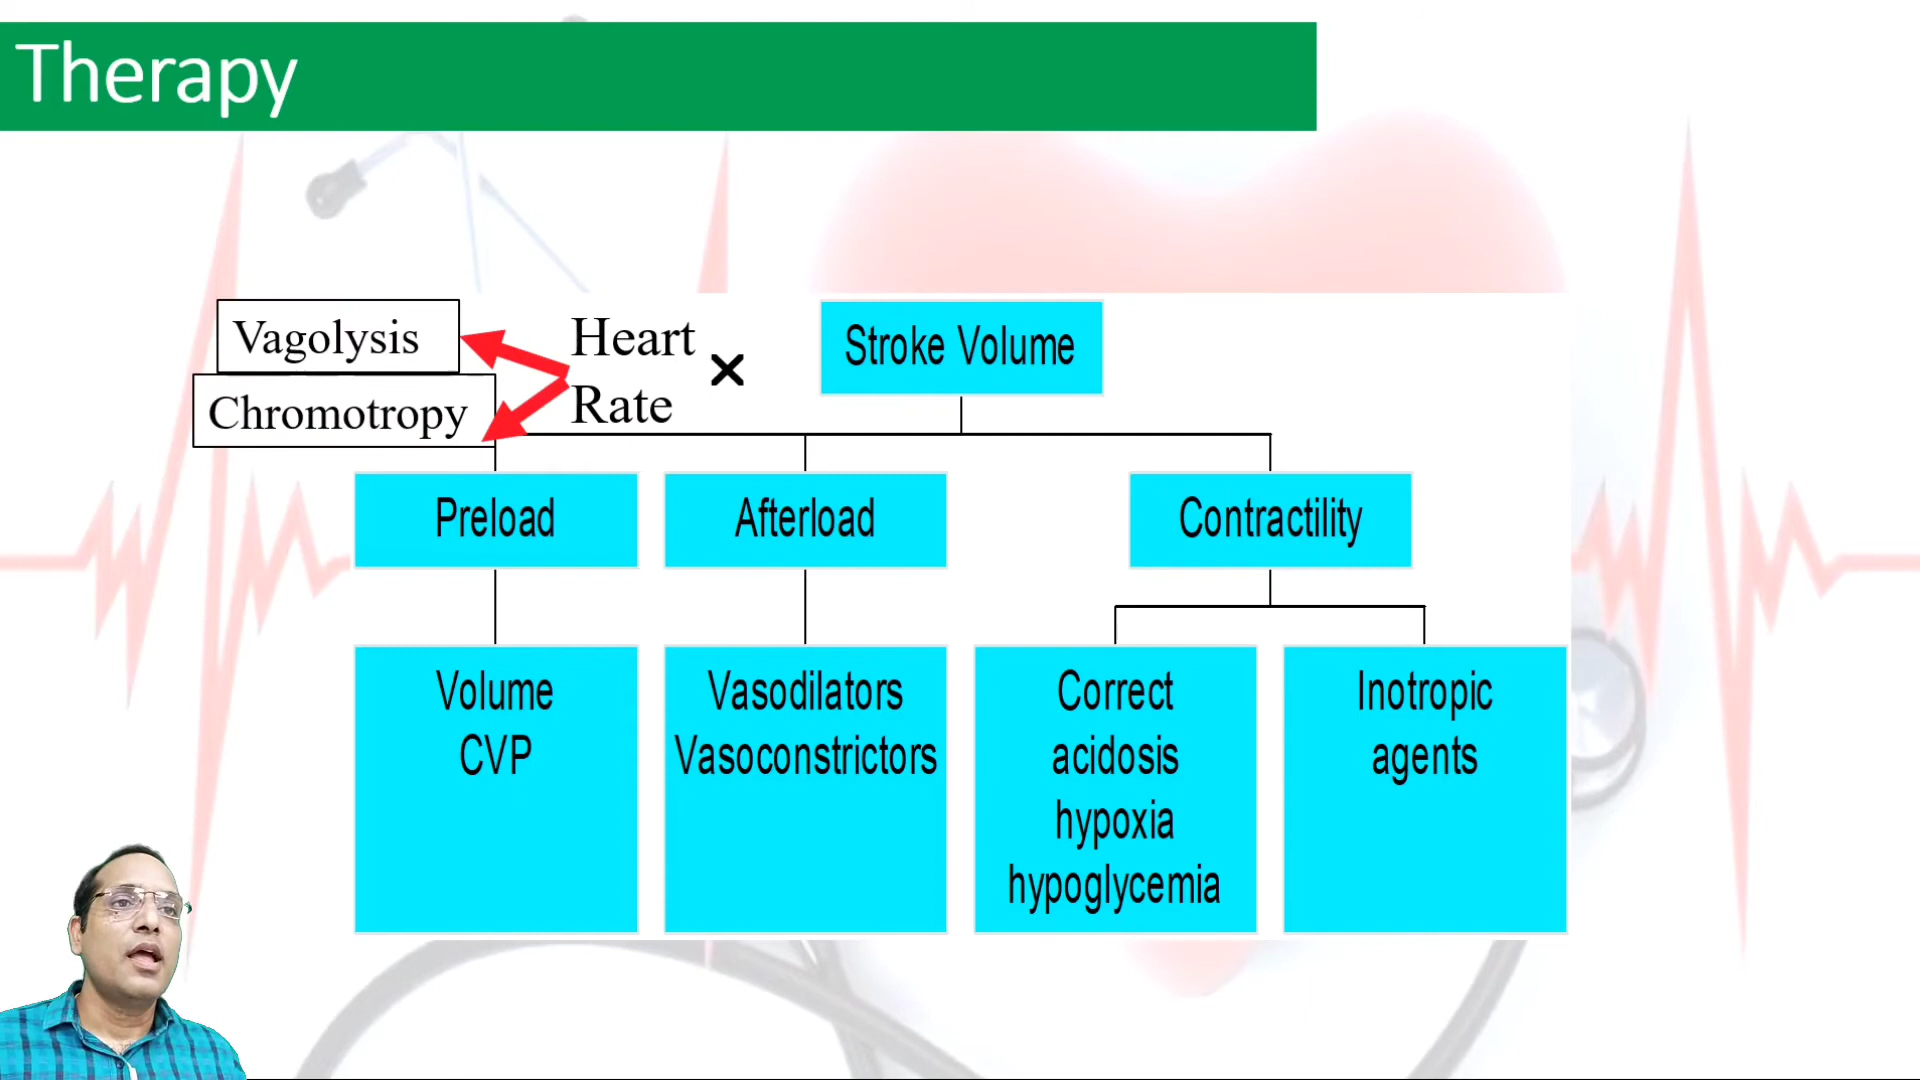 Therapy
Vagolysis
Chromotropy
Heart
Rate
×
Stroke Volume
Preload
Afterload
Contractility
Volume
CVP
Vasodilators
Vasoconstrictors
Correct
acidosis
hypoxia
hypoglycemia
Inotropic
agents